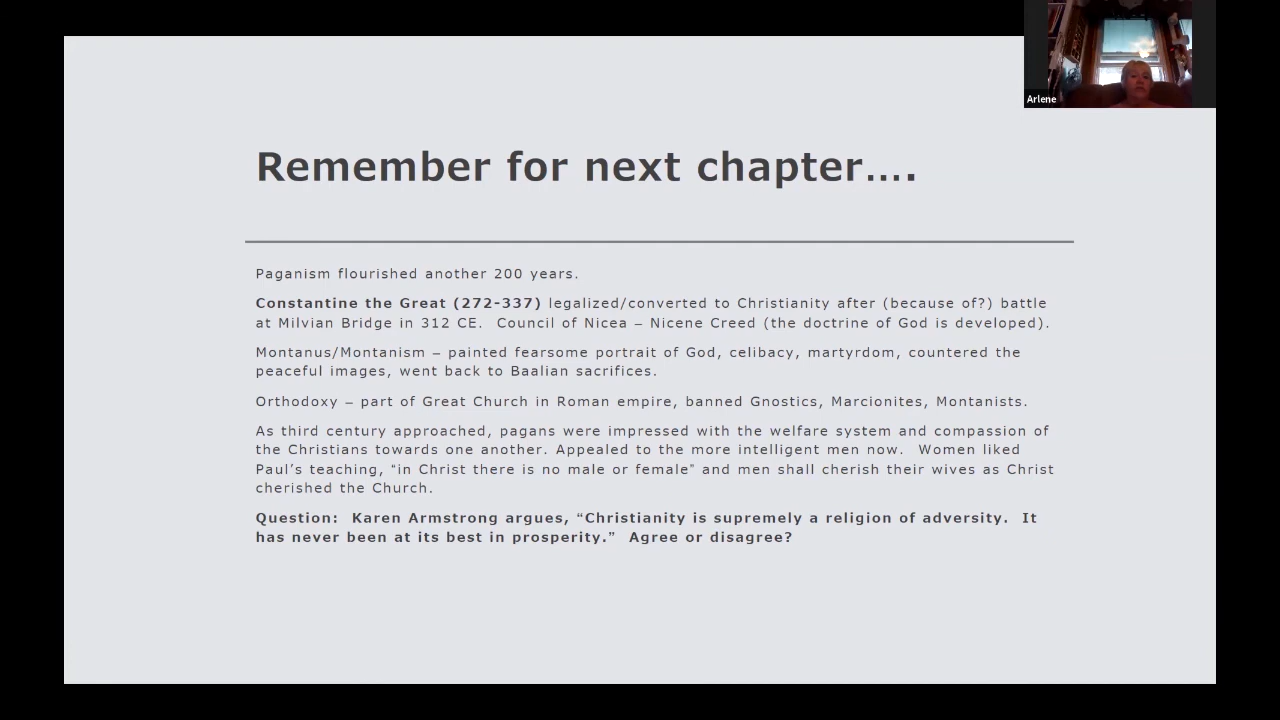 Arlene
Remember for next chapter….
Paganism flourished another 200 years.
Constantine the Great (272-337) legalized/converted to Christianity after (because of?) battle
at Milvian Bridge in 312 CE.  Council of Nicea – Nicene Creed (the doctrine of God is developed).
Montanus/Montanism – painted fearsome portrait of God, celibacy, martyrdom, countered the
peaceful images, went back to Baalian sacrifices.
Orthodoxy – part of Great Church in Roman empire, banned Gnostics, Marcionites, Montanists.
As third century approached, pagans were impressed with the welfare system and compassion of
the Christians towards one another. Appealed to the more intelligent men now.  Women liked
Paul’s teaching, “in Christ there is no male or female” and men shall cherish their wives as Christ
cherished the Church.
Question:  Karen Armstrong argues, “Christianity is supremely a religion of adversity.  It
has never been at its best in prosperity.”  Agree or disagree?